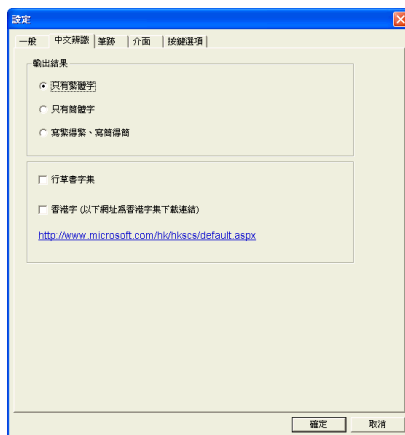 設定
一般 中文辨識 筆跡 介面 按鍵選項
輸出結果
只有繁體字
只有簡體字
寫繁得繁、寫簡得簡
行草書字集
香港字 (以下網址為香港字集下載連結)
http://www.microsoft.com/hk/hkscs/default.aspx
確定 取消